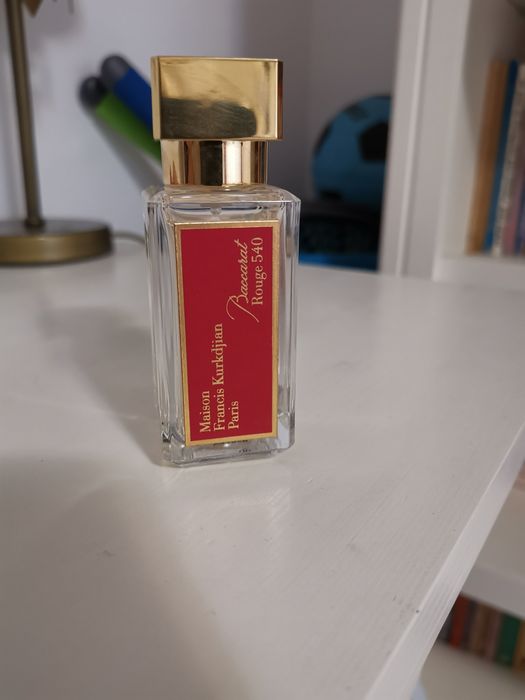 Maison
Francis Kurkdjian
Paris
Baccarat
Rouge 540